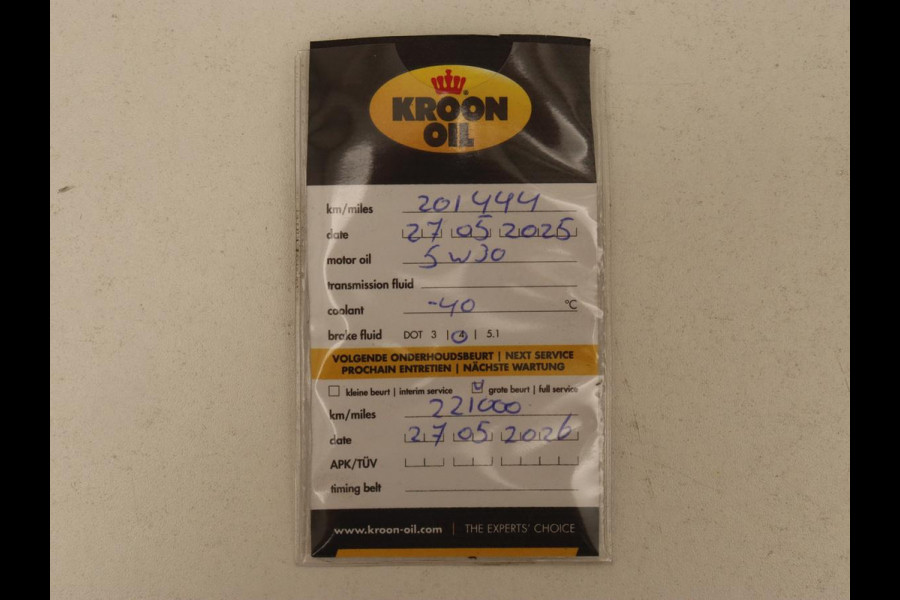 KROON
OIL
km/miles 201444
date 27 05 2025
motor oil 5W30
transmission fluid
coolant -40 °C
brake fluid DOT 3 | 4 | 5.1
VOLGENDE ONDERHOUDSBEURT | NEXT SERVICE
PROCHAIN ENTRETIEN | NÄCHSTE WARTUNG
kleine beurt | interim service grote beurt | full service
km/miles 221000
date 27 05 2026
APK/TÜV
timing belt
www.kroon-oil.com | THE EXPERTS' CHOICE